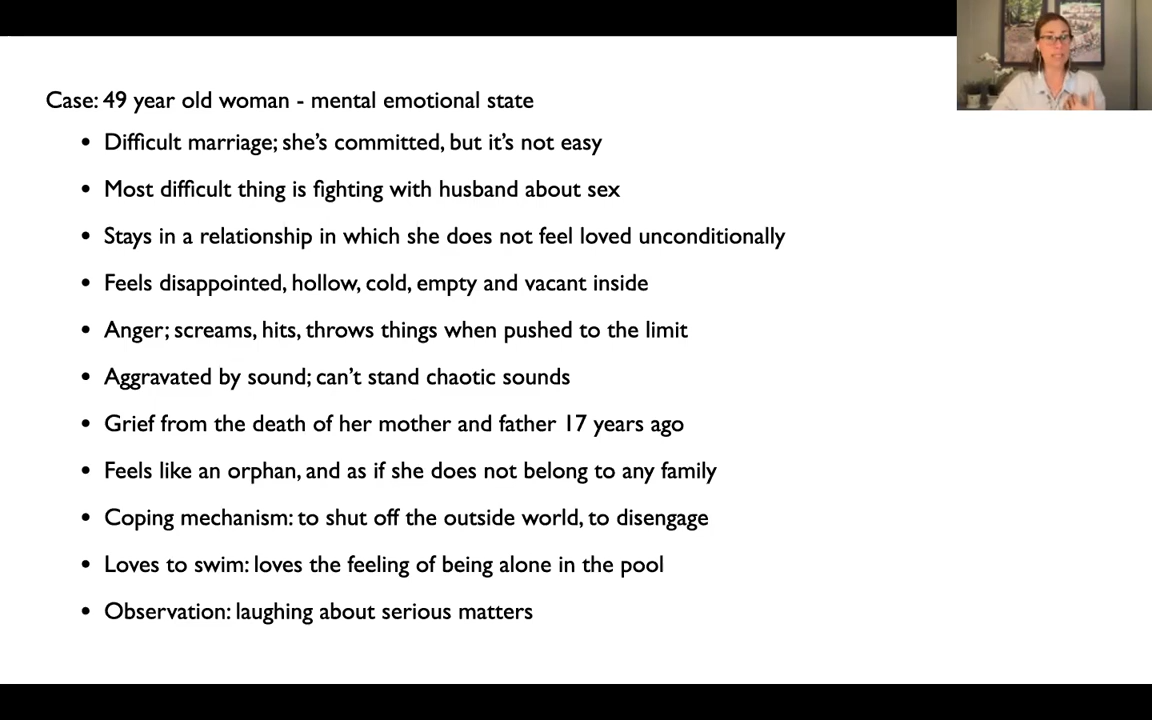 Case: 49 year old woman - mental emotional state
• Difficult marriage; she’s committed, but it’s not easy
• Most difficult thing is fighting with husband about sex
• Stays in a relationship in which she does not feel loved unconditionally
• Feels disappointed, hollow, cold, empty and vacant inside
• Anger; screams, hits, throws things when pushed to the limit
• Aggravated by sound; can’t stand chaotic sounds
• Grief from the death of her mother and father 17 years ago
• Feels like an orphan, and as if she does not belong to any family
• Coping mechanism: to shut off the outside world, to disengage
• Loves to swim: loves the feeling of being alone in the pool
• Observation: laughing about serious matters